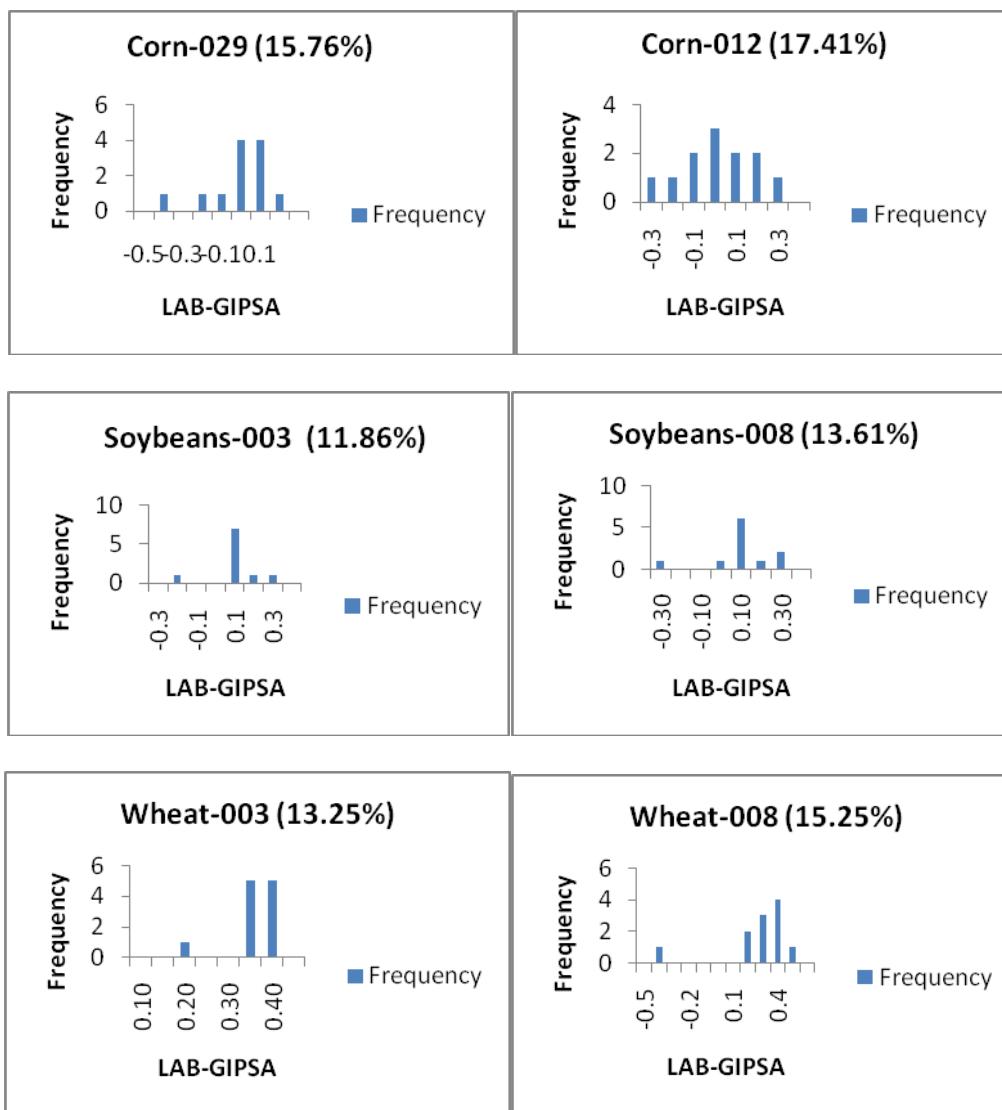 Corn-029 (15.76%)
6
4
2
0
Frequency
Frequency
-0.5-0.3-0.10.1
LAB-GIPSA
Corn-012 (17.41%)
4
2
0
Frequency
Frequency
-0.3
-0.1
0.1
0.3
LAB-GIPSA
Soybeans-003 (11.86%)
10
5
0
Frequency
Frequency
-0.3
-0.1
0.1
0.3
LAB-GIPSA
Soybeans-008 (13.61%)
10
5
0
Frequency
Frequency
-0.30
-0.10
0.10
0.30
LAB-GIPSA
Wheat-003 (13.25%)
6
4
2
0
Frequency
Frequency
0.10
0.20
0.30
0.40
LAB-GIPSA
Wheat-008 (15.25%)
6
4
2
0
Frequency
Frequency
-0.5
-0.2
0.1
0.4
LAB-GIPSA